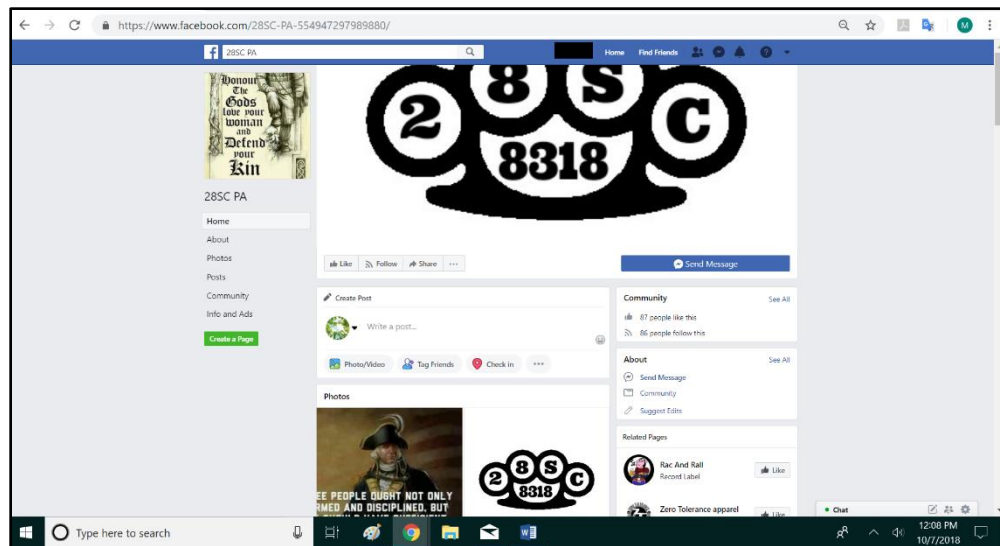 https://www.facebook.com/28SC-PA-554947297989880/
M
28SC PA
Home
Find Friends
Honour
The
Gods
love your
woman
and
Defend
your
Kin
28SC PA
Home
About
Photos
Posts
Community
Info and Ads
Create a Page
2 8 S C
8318
Like
Follow
Share
Send Message
Create Post
Write a post...
Photo/Video
Tag Friends
Check in
Photos
EE PEOPLE OUGHT NOT ONLY
RMED AND DISCIPLINED, BUT
2 8 S C
8318
Community
See All
87 people like this
86 people follow this
About
See All
Send Message
Community
Suggest Edits
Related Pages
Rac And Rall
Record Label
Like
Zero Tolerance apparel
Like
Chat
Type here to search
12:08 PM
10/7/2018